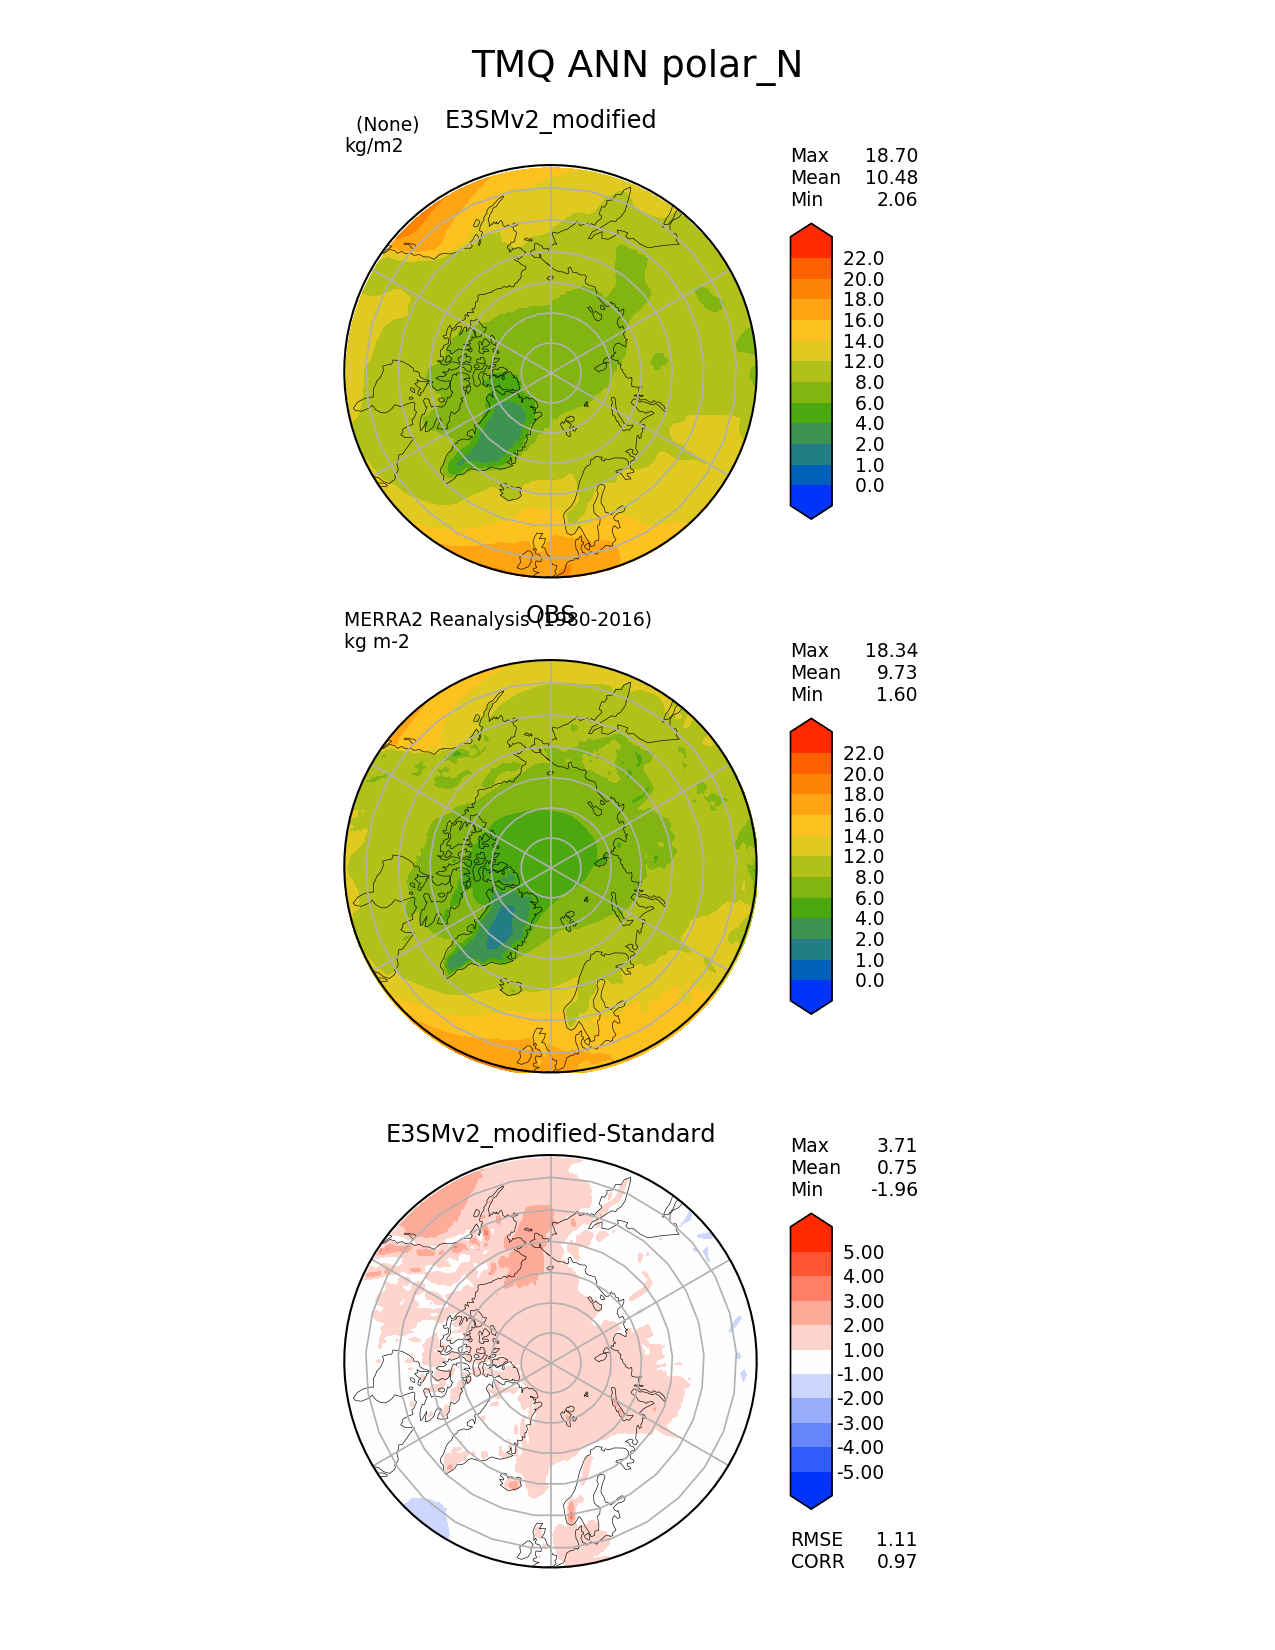 TMQ ANN polar_N
E3SMv2_modified
(None)
kg/m2
Max 18.70
Mean 10.48
Min 2.06
22.0
20.0
18.0
16.0
14.0
12.0
8.0
6.0
4.0
2.0
1.0
0.0
OBS
MERRA2 Reanalysis (1980-2016)
kg m-2
Max 18.34
Mean 9.73
Min 1.60
22.0
20.0
18.0
16.0
14.0
12.0
8.0
6.0
4.0
2.0
1.0
0.0
E3SMv2_modified-Standard
Max 3.71
Mean 0.75
Min -1.96
5.00
4.00
3.00
2.00
1.00
-1.00
-2.00
-3.00
-4.00
-5.00
RMSE 1.11
CORR 0.97